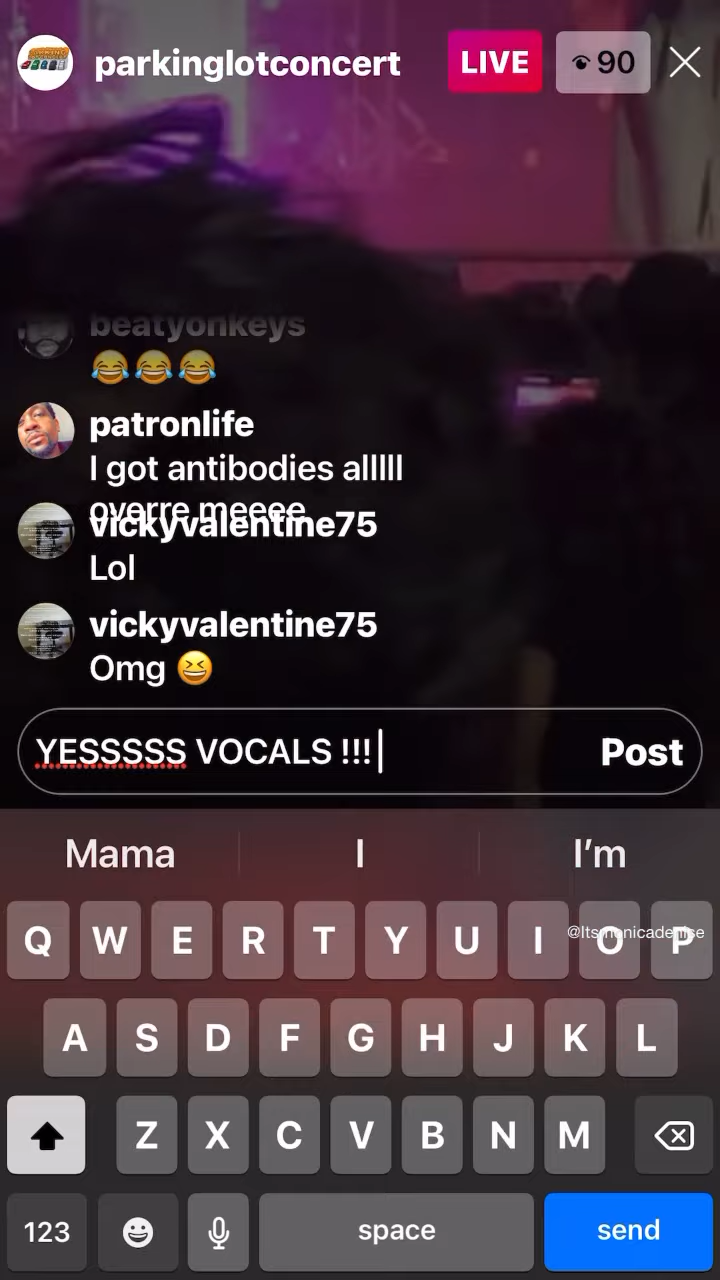 parkinglotconcert LIVE 90
beatyonkeys
😂😂😂
patronlife
I got antibodies alllll
overre meeee
vickyvalentine75
Lol
vickyvalentine75
Omg 😆
YESSSSS VOCALS !!! Post
Mama I I'm
Q W E R T Y U I O P
@Itsmonicadenise
A S D F G H J K L
Z X C V B N M
123 space send